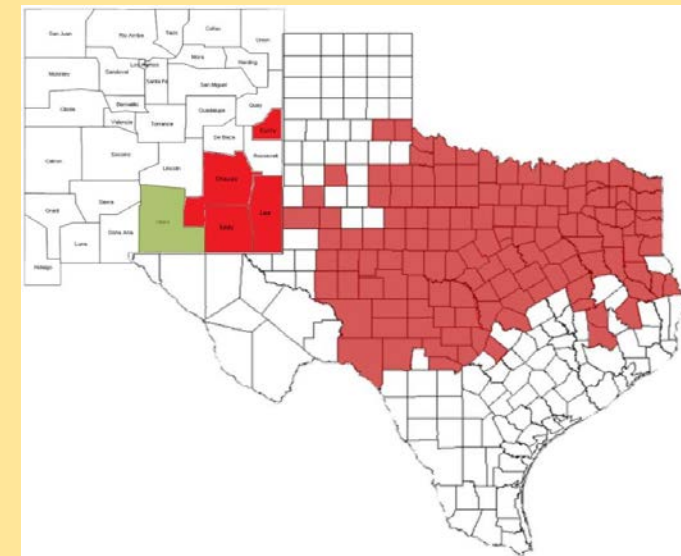 San Juan
Rio Arriba
Taos
Colfax
Union
Mora
Harding
Los Alamos
McKinley
Sandoval
Santa Fe
San Miguel
Bernalillo
Guadalupe
Quay
Cibola
Valencia
Torrance
Curry
De Baca
Roosevelt
Catron
Socorro
Lincoln
Chaves
Sierra
Otero
Eddy
Lea
Grant
Luna
Dona Ana
Hidalgo